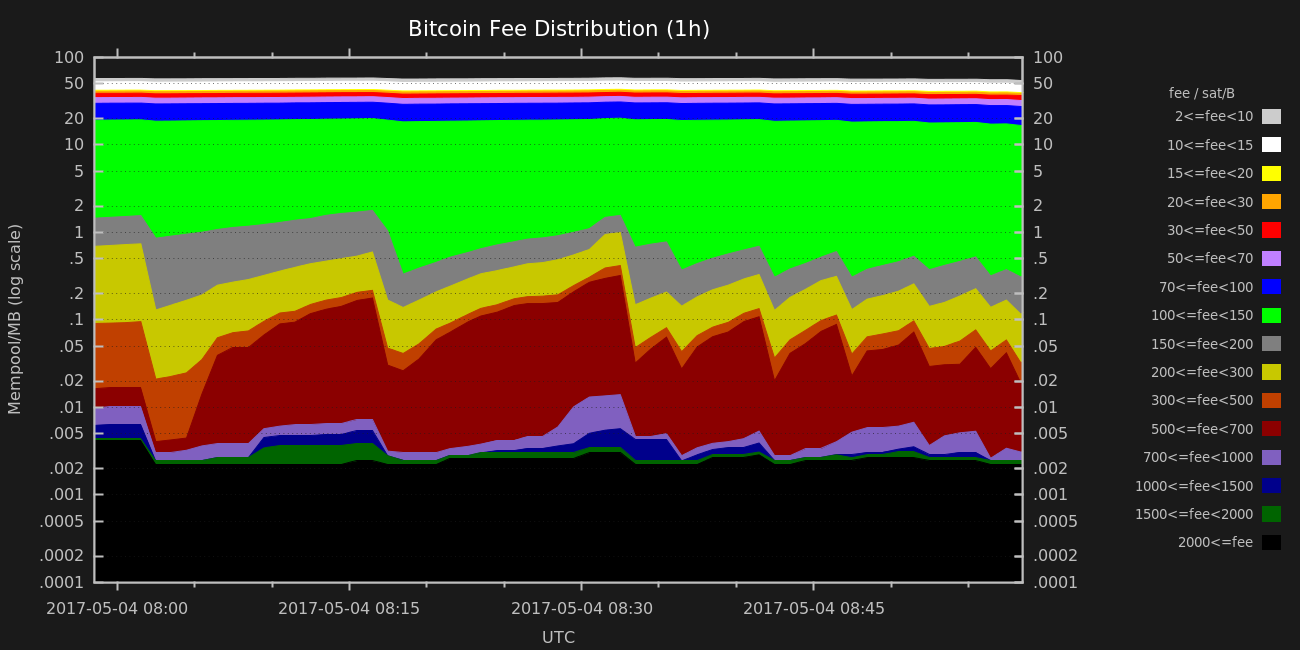 Bitcoin Fee Distribution (1h)
100
50
20
10
5
2
1
.5
.2
.1
.05
.02
.01
.005
.002
.001
.0005
.0002
.0001
Mempool/MB (log scale)
100
50
20
10
5
2
1
.5
.2
.1
.05
.02
.01
.005
.002
.001
.0005
.0002
.0001
2017-05-04 08:00
2017-05-04 08:15
2017-05-04 08:30
2017-05-04 08:45
UTC
fee / sat/B
2<=fee<10
10<=fee<15
15<=fee<20
20<=fee<30
30<=fee<50
50<=fee<70
70<=fee<100
100<=fee<150
150<=fee<200
200<=fee<300
300<=fee<500
500<=fee<700
700<=fee<1000
1000<=fee<1500
1500<=fee<2000
2000<=fee